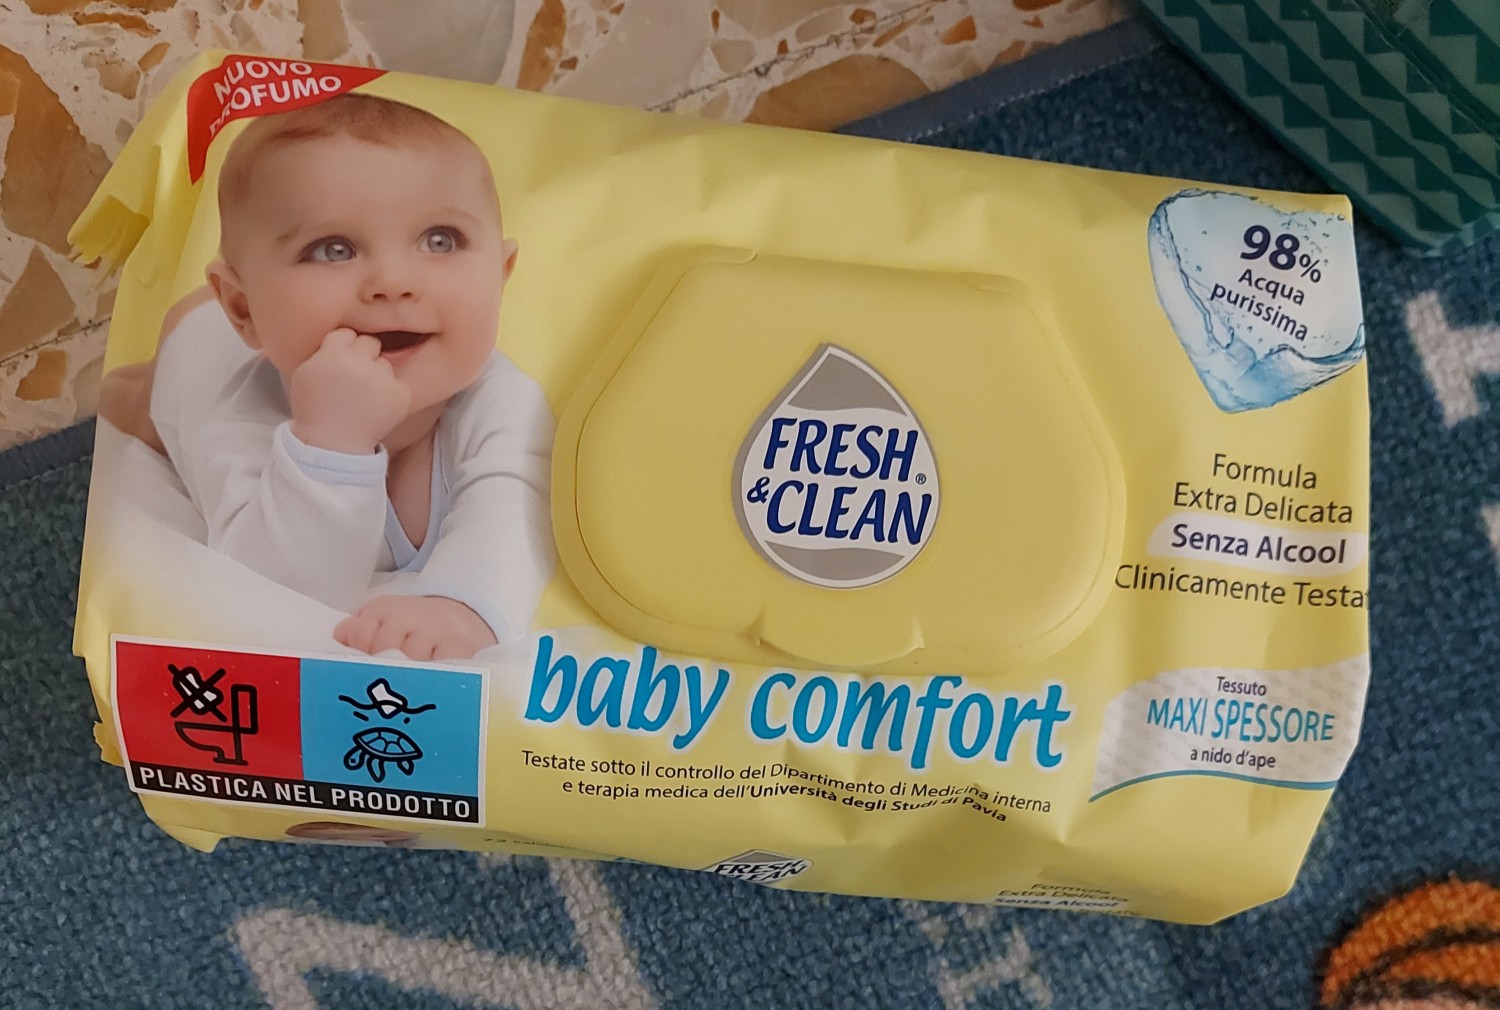 NUOVO
PROFUMO
98%
Acqua
purissima
FRESH
& CLEAN®
Formula
Extra Delicata
Senza Alcool
Clinicamente Testa
Tessuto
MAXI SPESSORE
a nido d'ape
baby comfort
Testate sotto il controllo del Dipartimento di Medicina interna
e terapia medica dell'Università degli Studi di Pavia
PLASTICA NEL PRODOTTO
FRESH
CLEAN
Formula
Extra Delicata
Senza Alcool